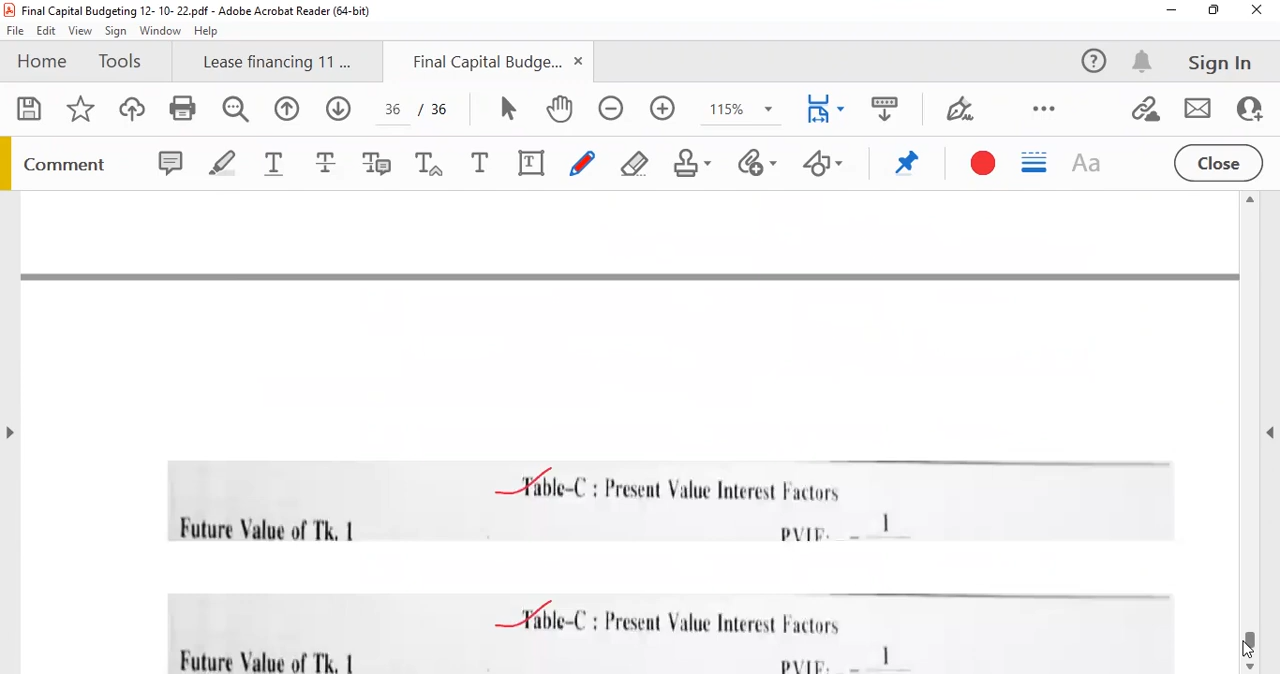 Final Capital Budgeting 12- 10- 22.pdf - Adobe Acrobat Reader (64-bit)
File Edit View Sign Window Help
Home Tools Lease financing 11 ... Final Capital Budge... × ? Sign In
36 / 36 115%
Comment T T T T T T Aa Close
Table-C : Present Value Interest Factors
Future Value of Tk. 1 PVIF. = 1
Table-C : Present Value Interest Factors
Future Value of Tk. 1 PVIF. = 1